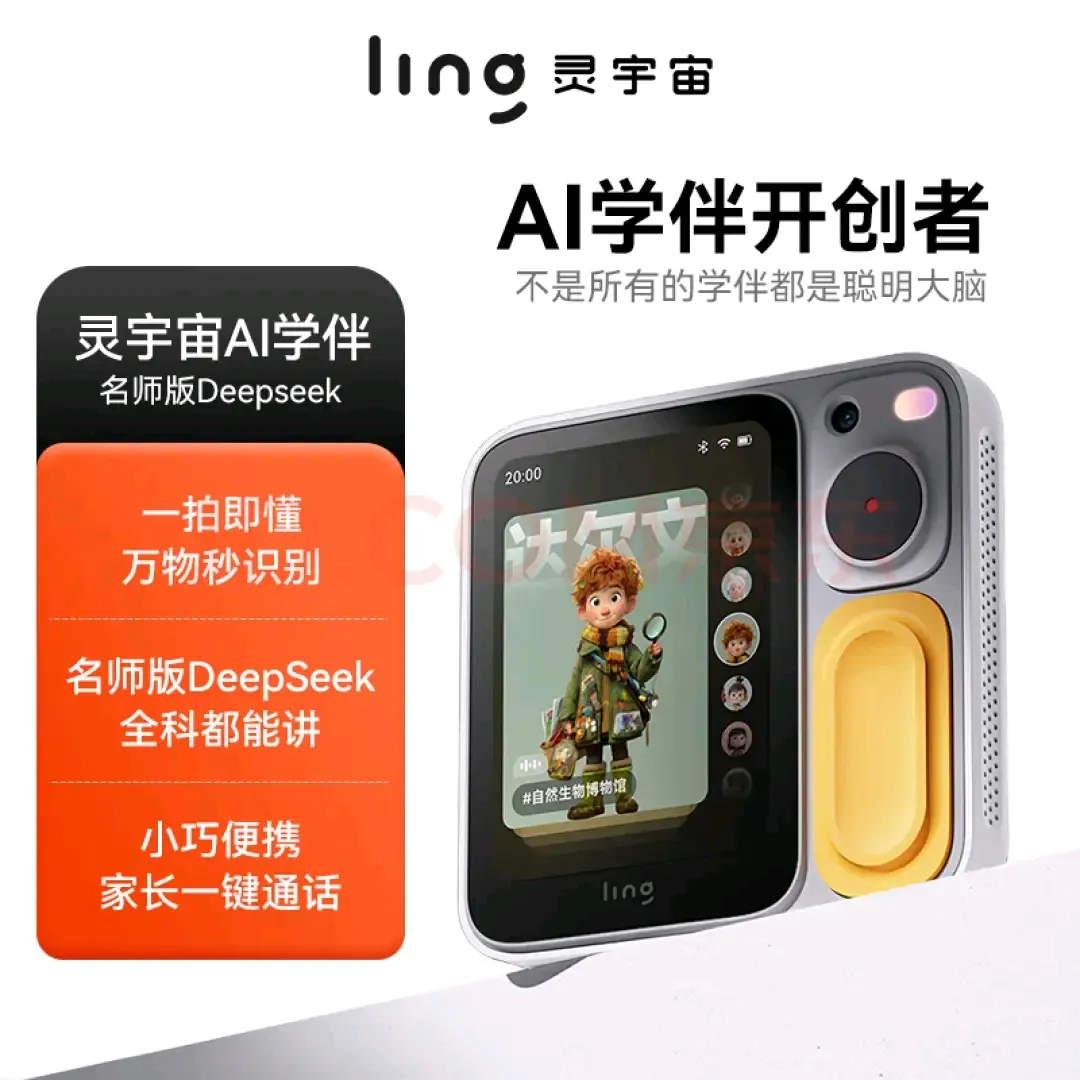 ling 灵宇宙
AI学伴开创者
不是所有的学伴都是聪明大脑
灵宇宙AI学伴
名师版Deepseek
一拍即懂
万物秒识别
名师版DeepSeek
全科都能讲
小巧便携
家长一键通话
20:00
达尔文
#自然生物博物馆
ling